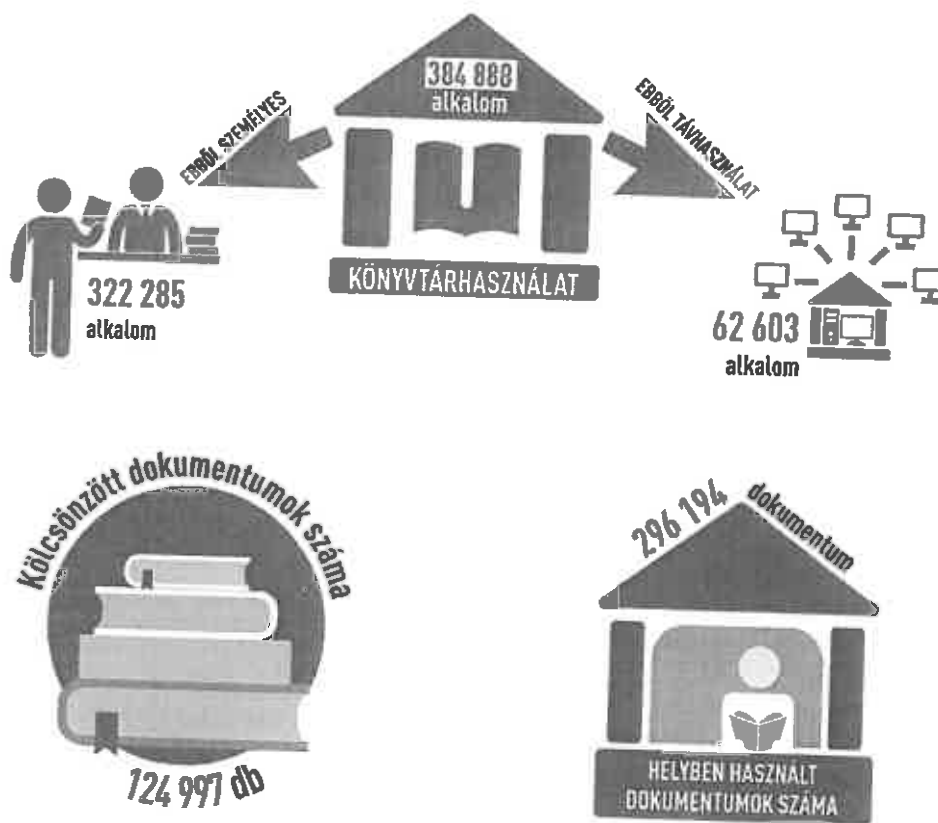 384 888
alkalom
EBBŐL SZEMÉLYES
EBBŐL TÁVHASZNÁLAT
KÖNYVTÁRHASZNÁLAT
322 285
alkalom
62 603
alkalom
Kölcsönzött dokumentumok száma
124 997 db
296 194
dokumentum
HELYBEN HASZNÁLT
DOKUMENTUMOK SZÁMA